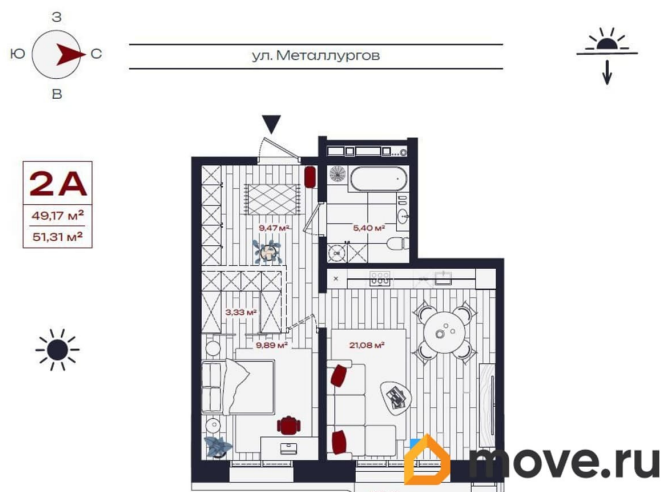 З
Ю С
В
ул. Металлургов
2А
49,17 м²
51,31 м²
9,47 м²
5,40 м²
3,33 м²
9,89 м²
21,08 м²
move.ru